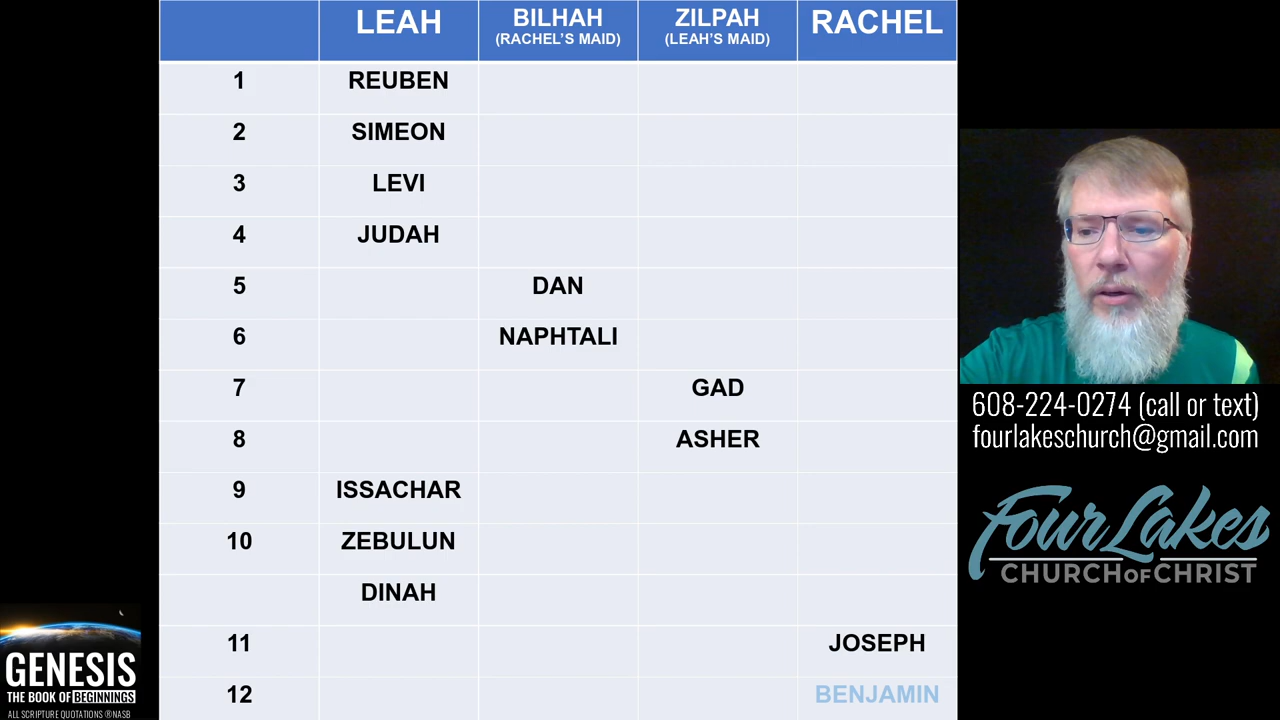 LEAH BILHAH ZILPAH RACHEL
(RACHEL'S MAID) (LEAH'S MAID)
1 REUBEN
2 SIMEON
3 LEVI
4 JUDAH
5 DAN
6 NAPHTALI
7 GAD
8 ASHER
9 ISSACHAR
10 ZEBULUN
DINAH
11 JOSEPH
12 BENJAMIN
608-224-0274 (call or text)
fourlakeschurch@gmail.com
Four Lakes
CHURCH OF CHRIST
GENESIS
THE BOOK OF BEGINNINGS
ALL SCRIPTURE QUOTATIONS ®NASB